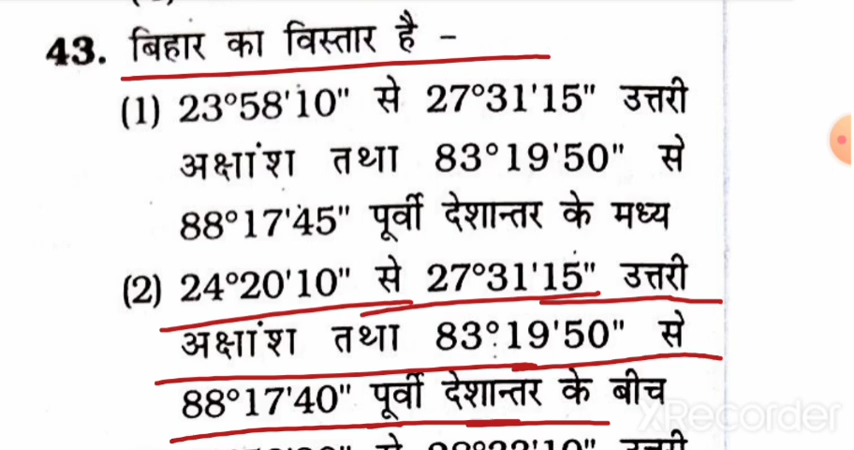 43. बिहार का विस्तार है –
(1) 23°58'10" से 27°31'15" उत्तरी
अक्षांश तथा 83°19'50" से
88°17'45" पूर्वी देशान्तर के मध्य
(2) 24°20'10" से 27°31'15" उत्तरी
अक्षांश तथा 83°19'50" से
88°17'40" पूर्वी देशान्तर के बीच
XRecorder